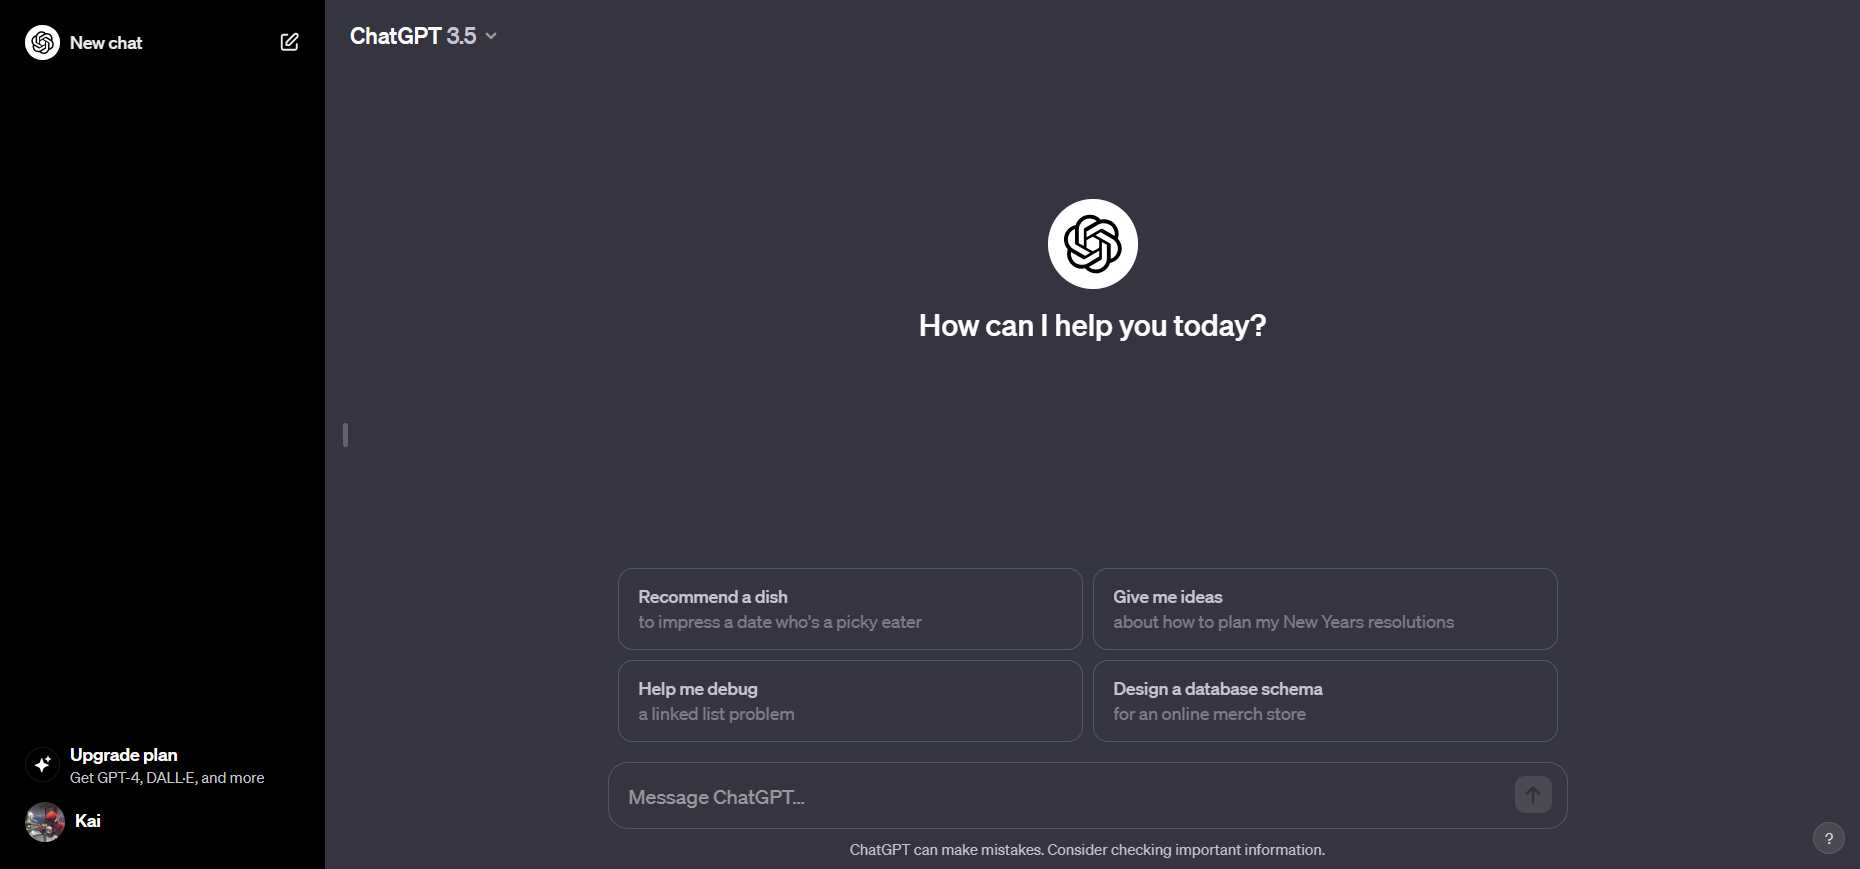 New chat
ChatGPT 3.5
How can I help you today?
Recommend a dish
to impress a date who's a picky eater
Give me ideas
about how to plan my New Years resolutions
Help me debug
a linked list problem
Design a database schema
for an online merch store
Upgrade plan
Get GPT-4, DALL·E, and more
Kai
Message ChatGPT...
ChatGPT can make mistakes. Consider checking important information.
?